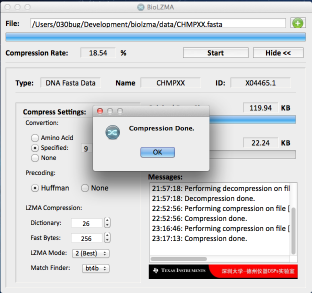 BioLZMA
File: /Users/030bug/Development/biolzma/data/CHMPXX.fasta
Compression Rate: 18.54 % Start Hide <<
Type: DNA Fasta Data Name CHMPXX ID: X04465.1
Compress Settings:
119.94 KB
Convertion:
Amino Acid
Specified: 9
None
Compression Done.
OK
22.24 KB
Precoding:
Huffman None
LZMA Compression:
Dictionary: 26
Fast Bytes: 256
LZMA Mode: 2 (Best)
Match Finder: bt4b
Messages:
21:57:18: Performing decompression on file
21:57:18: Decompression done.
22:52:56: Performing compression on file [
22:52:56: Compression done.
23:16:46: Performing compression on file [
23:17:13: Compression done.
TEXAS INSTRUMENTS 深圳大学-德州仪器DSPs实验室